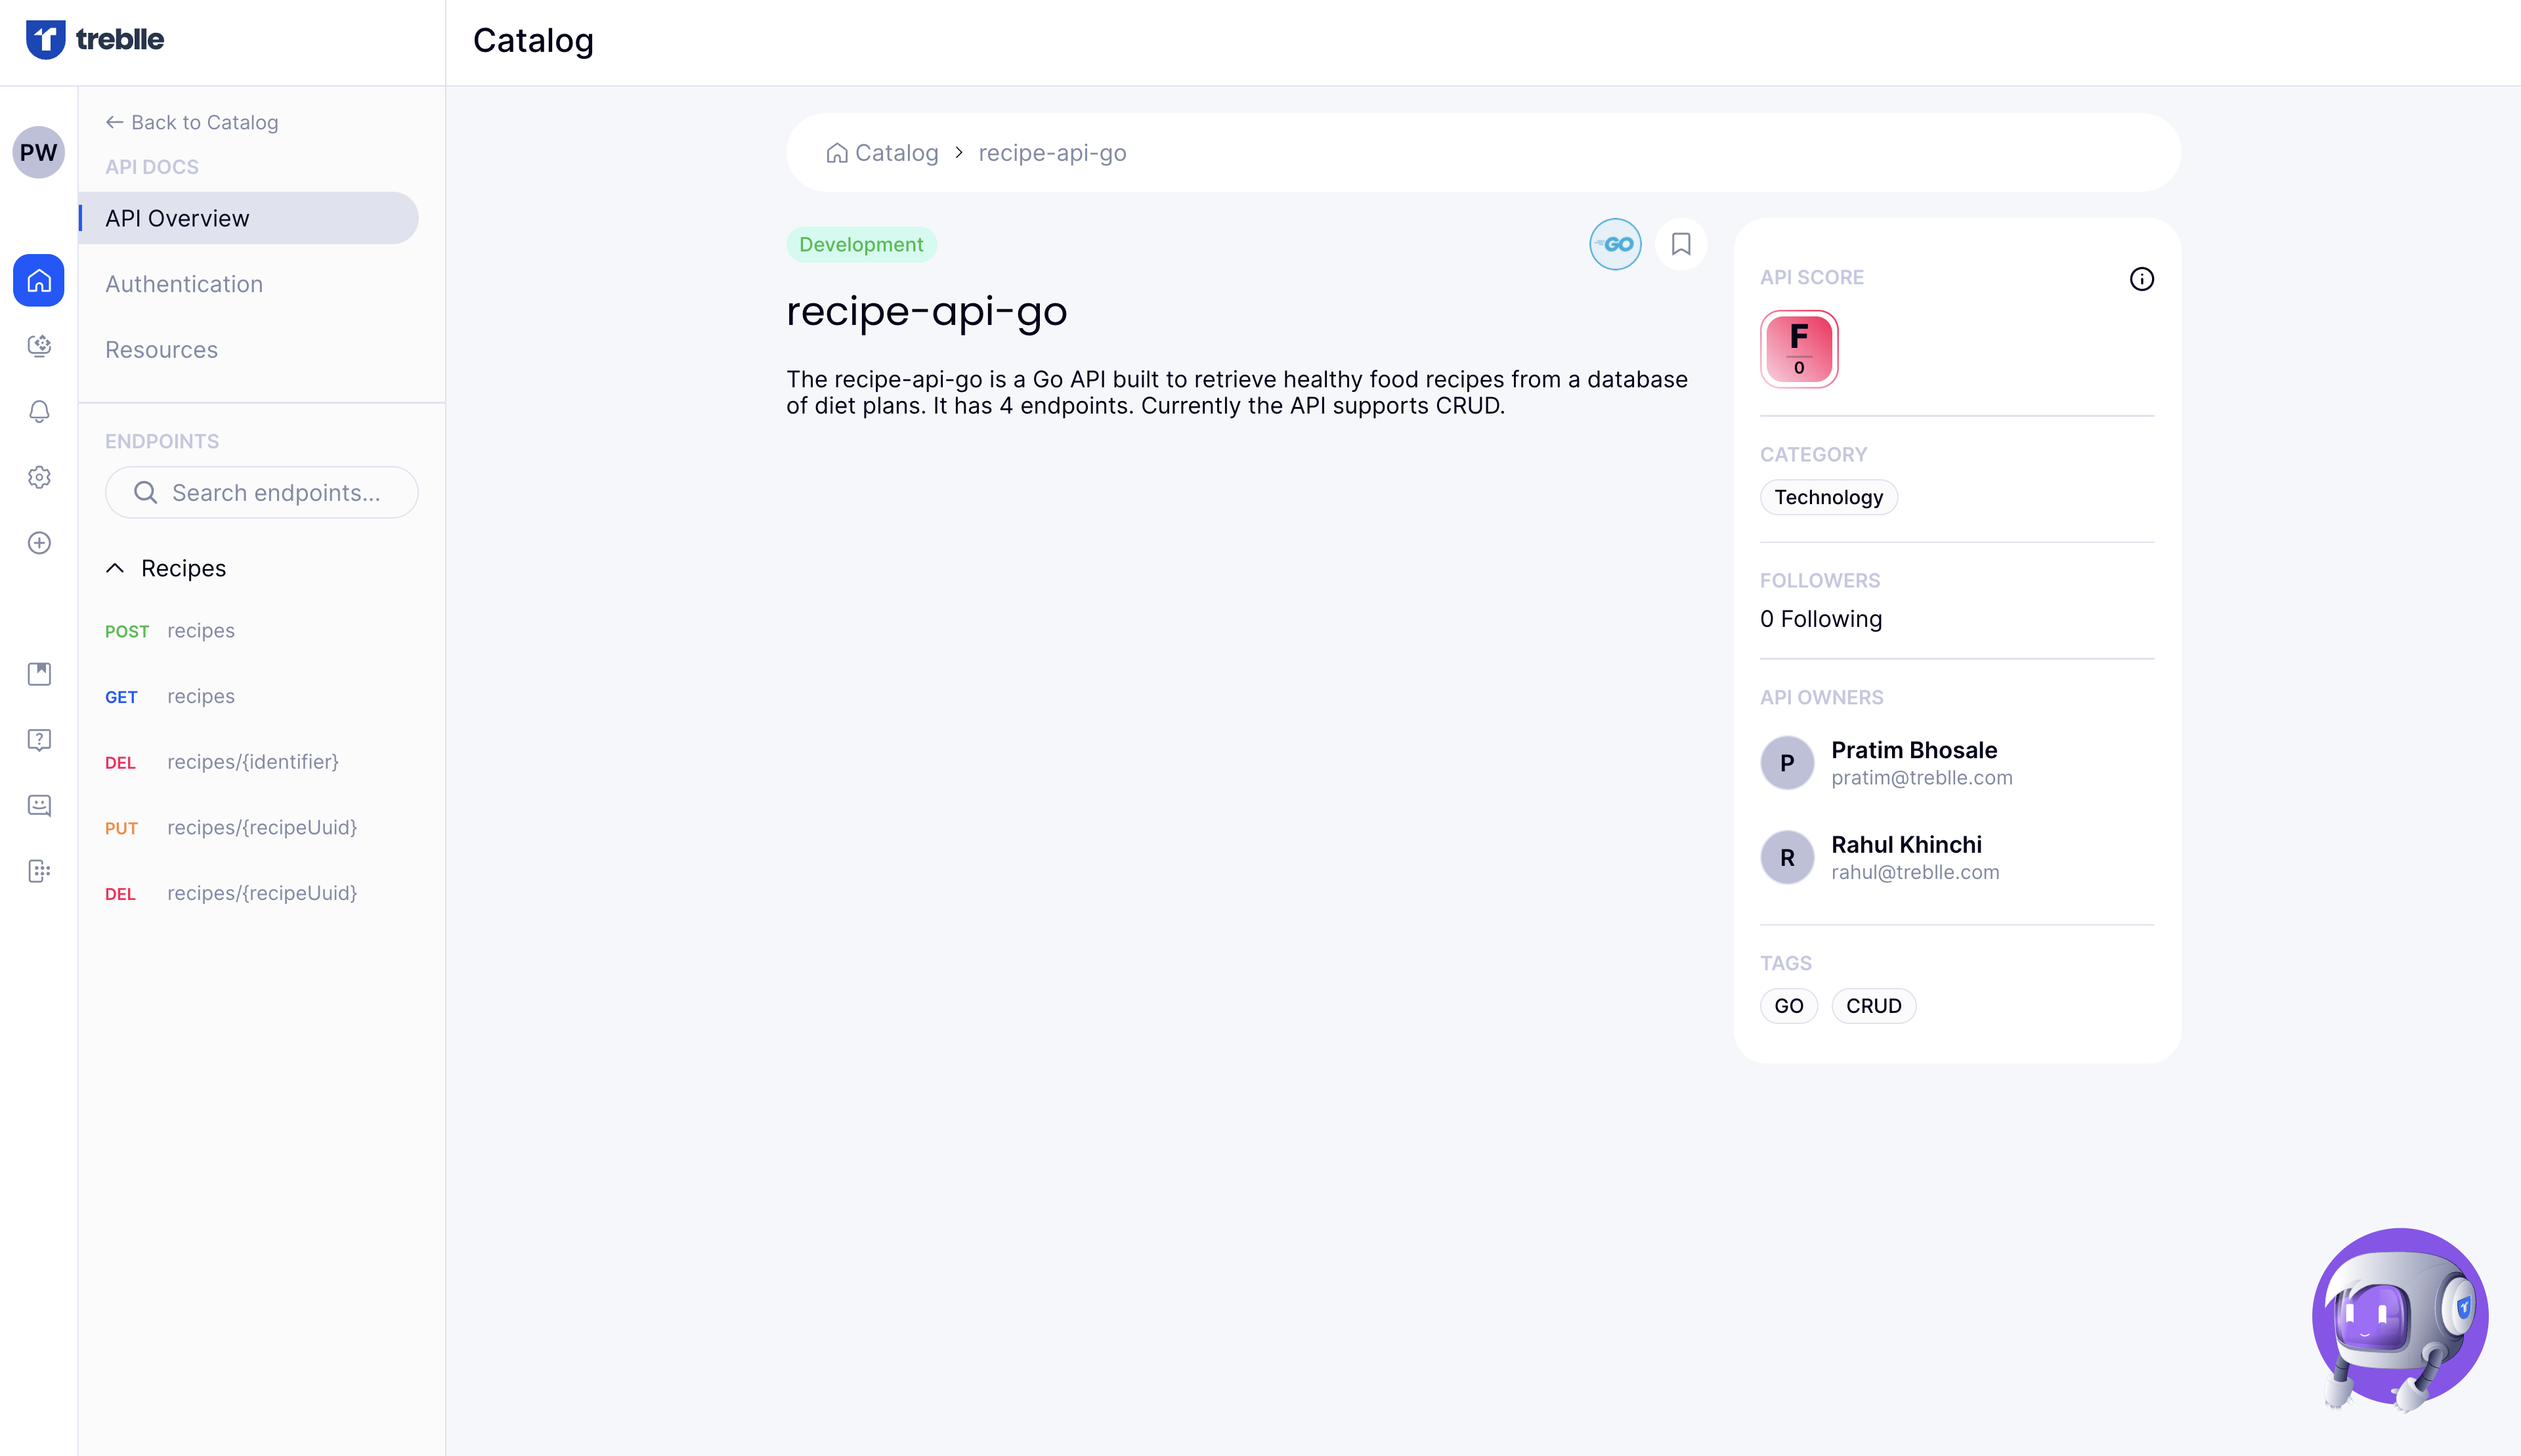 treblle
Catalog
PW
Back to Catalog
API DOCS
API Overview
Authentication
Resources
ENDPOINTS
Search endpoints...
Recipes
POST recipes
GET recipes
DEL recipes/{identifier}
PUT recipes/{recipeUuid}
DEL recipes/{recipeUuid}
Catalog > recipe-api-go
Development
GO
recipe-api-go
The recipe-api-go is a Go API built to retrieve healthy food recipes from a database
of diet plans. It has 4 endpoints. Currently the API supports CRUD.
API SCORE
F
0
CATEGORY
Technology
FOLLOWERS
0 Following
API OWNERS
P
Pratim Bhosale
pratim@treblle.com
R
Rahul Khinchi
rahul@treblle.com
TAGS
GO CRUD